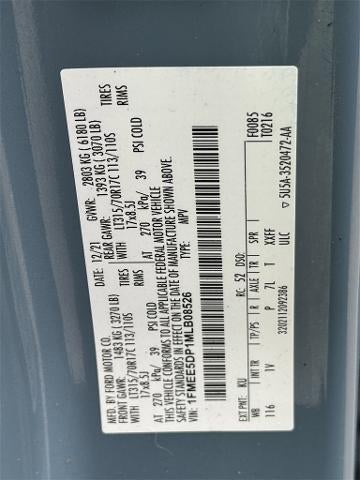 MFD. BY FORD MOTOR CO.
12/21
GVWR: 2803 KG (6180 LB)
FRONT GAWR: 1483 KG (3270 LB)
REAR GAWR: 1393 KG (3070 LB)
WITH LT315/70R17C 113/110S TIRES
WITH LT315/70R17C 113/110S TIRES
17x8.5J RIMS
17x8.5J RIMS
AT 270 kPa/ 39 PSI COLD
AT 270 kPa/ 39 PSI COLD
THIS VEHICLE CONFORMS TO ALL APPLICABLE FEDERAL MOTOR VEHICLE
SAFETY STANDARDS IN EFFECT ON THE DATE OF MANUFACTURE SHOWN ABOVE.
VIN: 1FMEE5DP1MLB08526
TYPE: MPV
F0085
T0216
EXT PNT: KU
RC: 52 DSO:
WB INT TR TP/PS R AXLE TR SPR
116 1V P 7L T XXFF
3202112092386
ULC
5U5A-3520472-AA